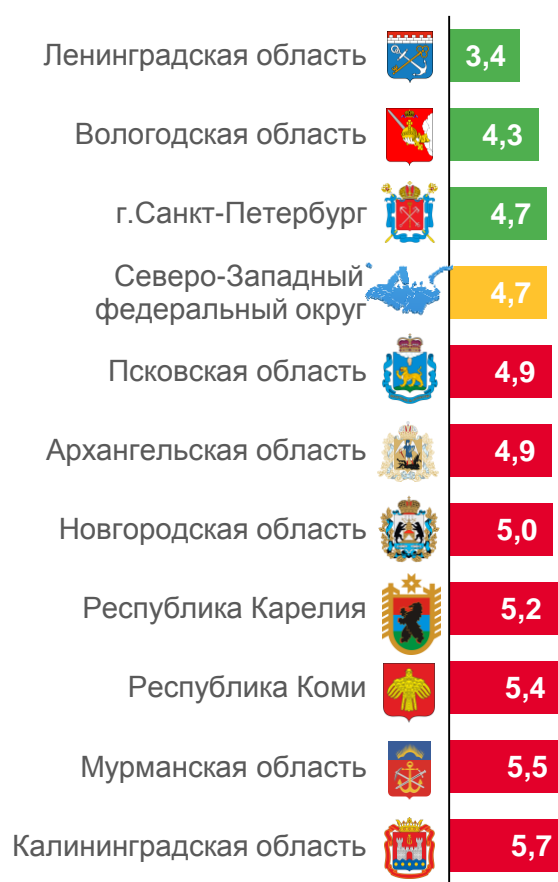 Ленинградская область 3,4
Вологодская область 4,3
г.Санкт-Петербург 4,7
Северо-Западный
федеральный округ 4,7
Псковская область 4,9
Архангельская область 4,9
Новгородская область 5,0
Республика Карелия 5,2
Республика Коми 5,4
Мурманская область 5,5
Калининградская область 5,7